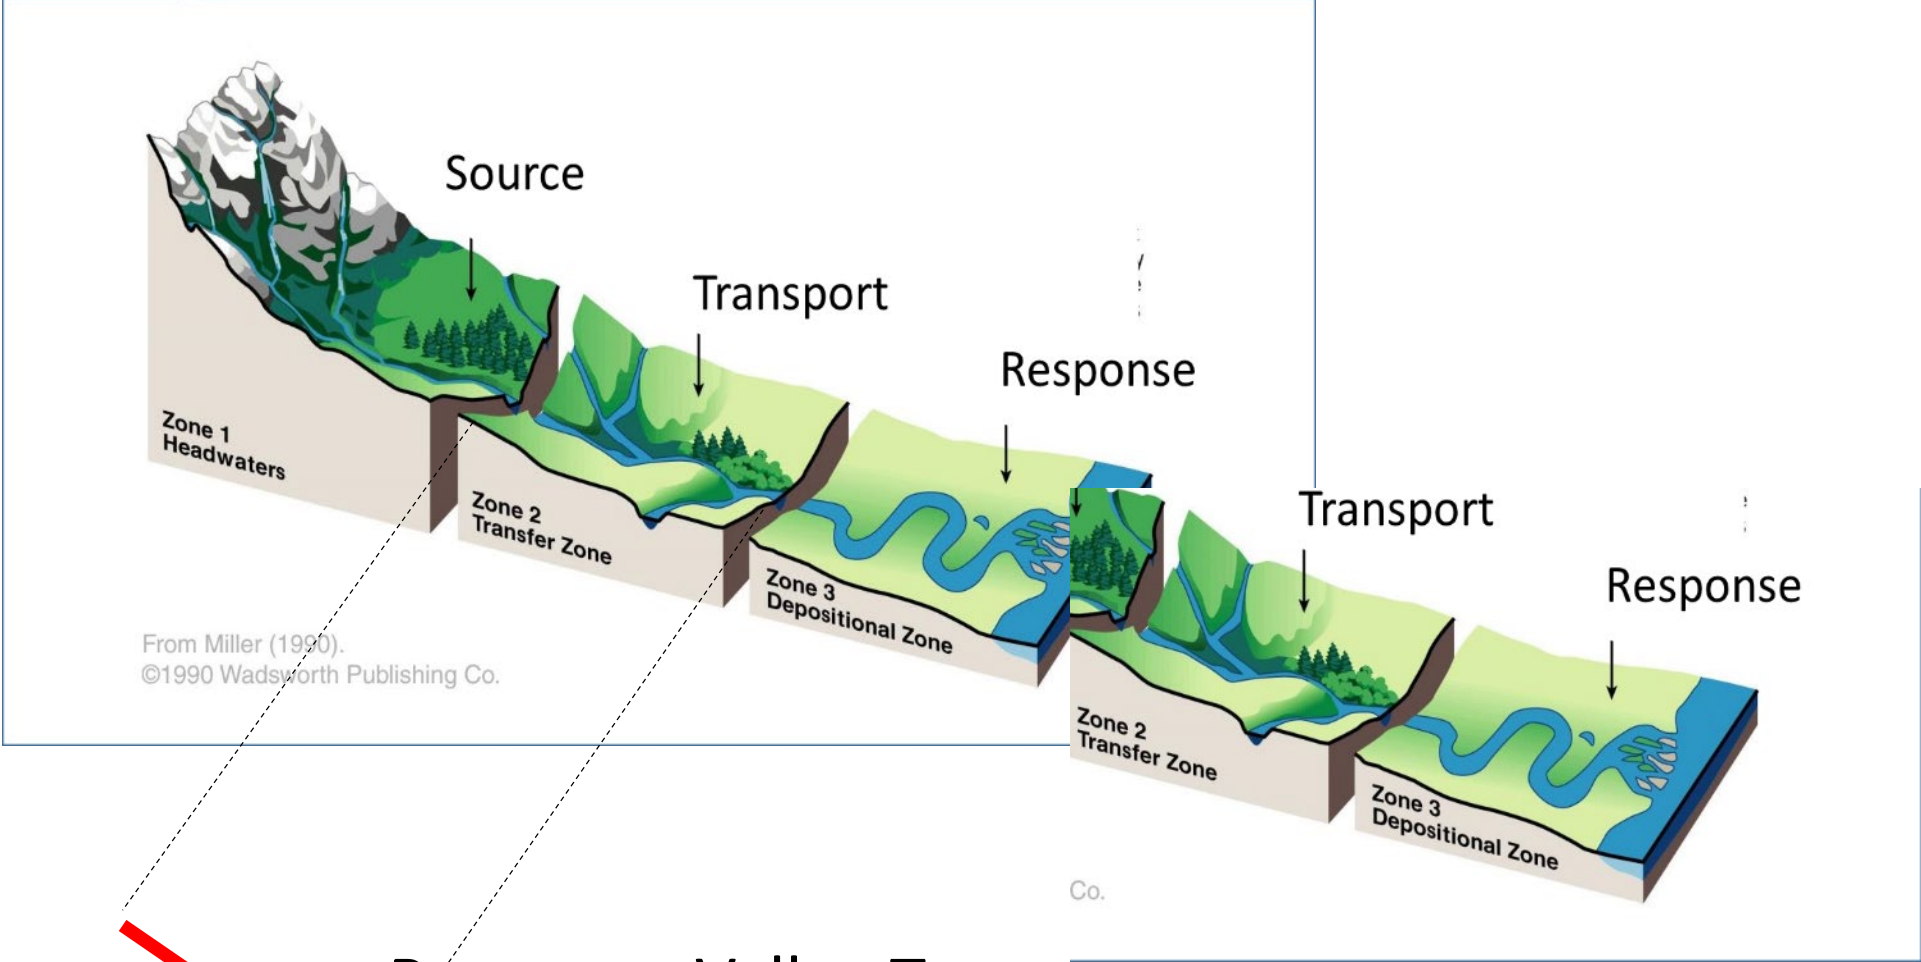 Source
Transport
Response
Zone 1
Headwaters
Zone 2
Transfer Zone
Zone 3
Depositional Zone
From Miller (1990).
©1990 Wadsworth Publishing Co.
Transport
Response
Zone 2
Transfer Zone
Zone 3
Depositional Zone
Co.